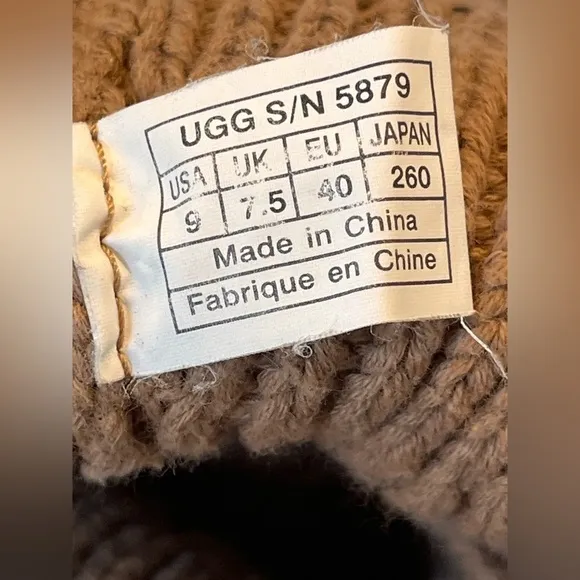 UGG S/N 5879
USA UK EU JAPAN
9 7.5 40 260
Made in China
Fabrique en Chine